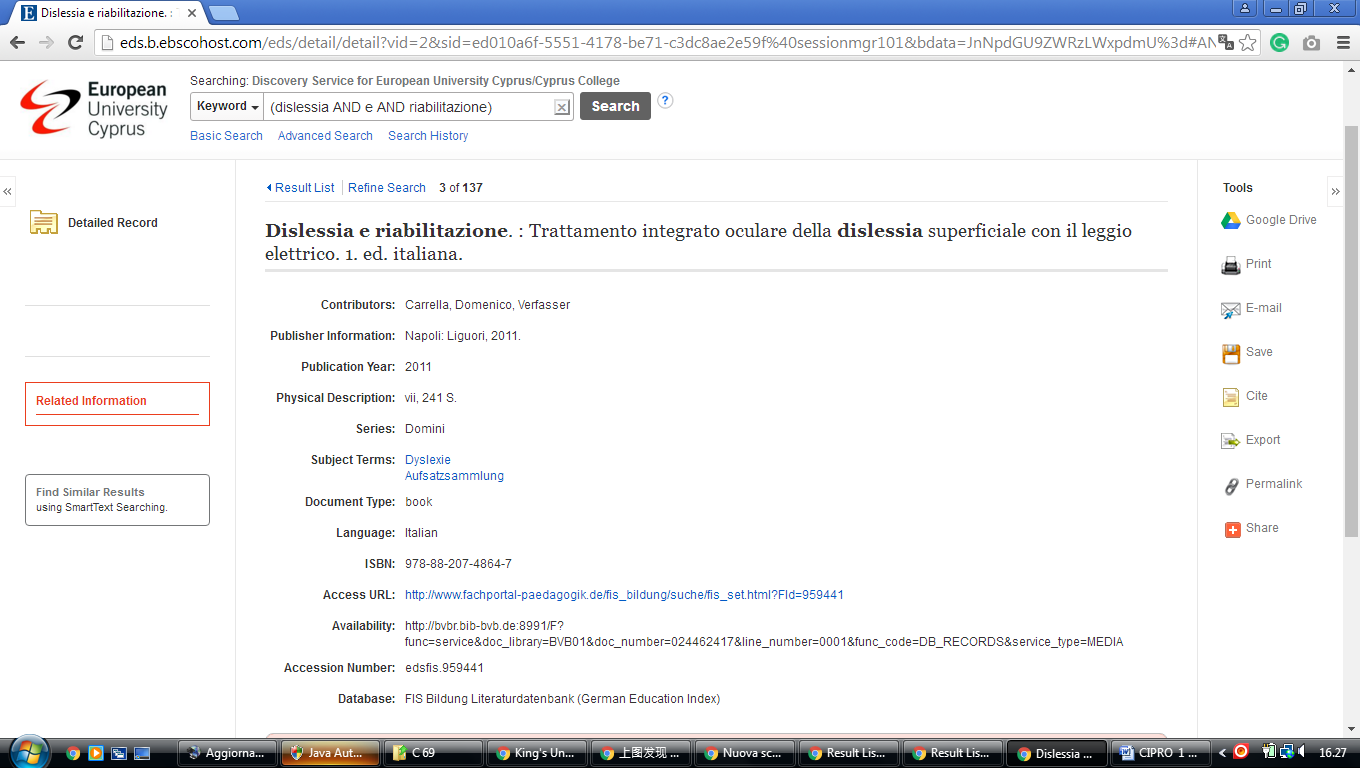 Dislessia e riabilitazione. :
eds.b.ebscohost.com/eds/detail/detail?vid=2&sid=ed010a6f-5551-4178-be71-c3dc8ae2e59f%40sessionmgr101&bdata=JnNpdGU9ZWRzLWxpdmU%3d#AN
European
University
Cyprus
Searching: Discovery Service for European University Cyprus/Cyprus College
Keyword (dislessia AND e AND riabilitazione) Search ?
Basic Search Advanced Search Search History
« Detailed Record
Related Information
Find Similar Results
using SmartText Searching.
Result List Refine Search 3 of 137
Dislessia e riabilitazione. : Trattamento integrato oculare della dislessia superficiale con il leggio
elettrico. 1. ed. italiana.
Contributors: Carrella, Domenico, Verfasser
Publisher Information: Napoli: Liguori, 2011.
Publication Year: 2011
Physical Description: vii, 241 S.
Series: Domini
Subject Terms: Dyslexie
Aufsatzsammlung
Document Type: book
Language: Italian
ISBN: 978-88-207-4864-7
Access URL: http://www.fachportal-paedagogik.de/fis_bildung/suche/fis_set.html?FId=959441
Availability: http://bvbr.bib-bvb.de:8991/F?
func=service&doc_library=BVB01&doc_number=024462417&line_number=0001&func_code=DB_RECORDS&service_type=MEDIA
Accession Number: edsfis.959441
Database: FIS Bildung Literaturdatenbank (German Education Index)
Tools »
Google Drive
Print
E-mail
Save
Cite
Export
Permalink
Share
Aggiorna... Java Aut... C 69 King's Un... 上图发现 ... Nuova sc... Result Lis... Result Lis... Dislessia ... CIPRO 1 ... 16.27